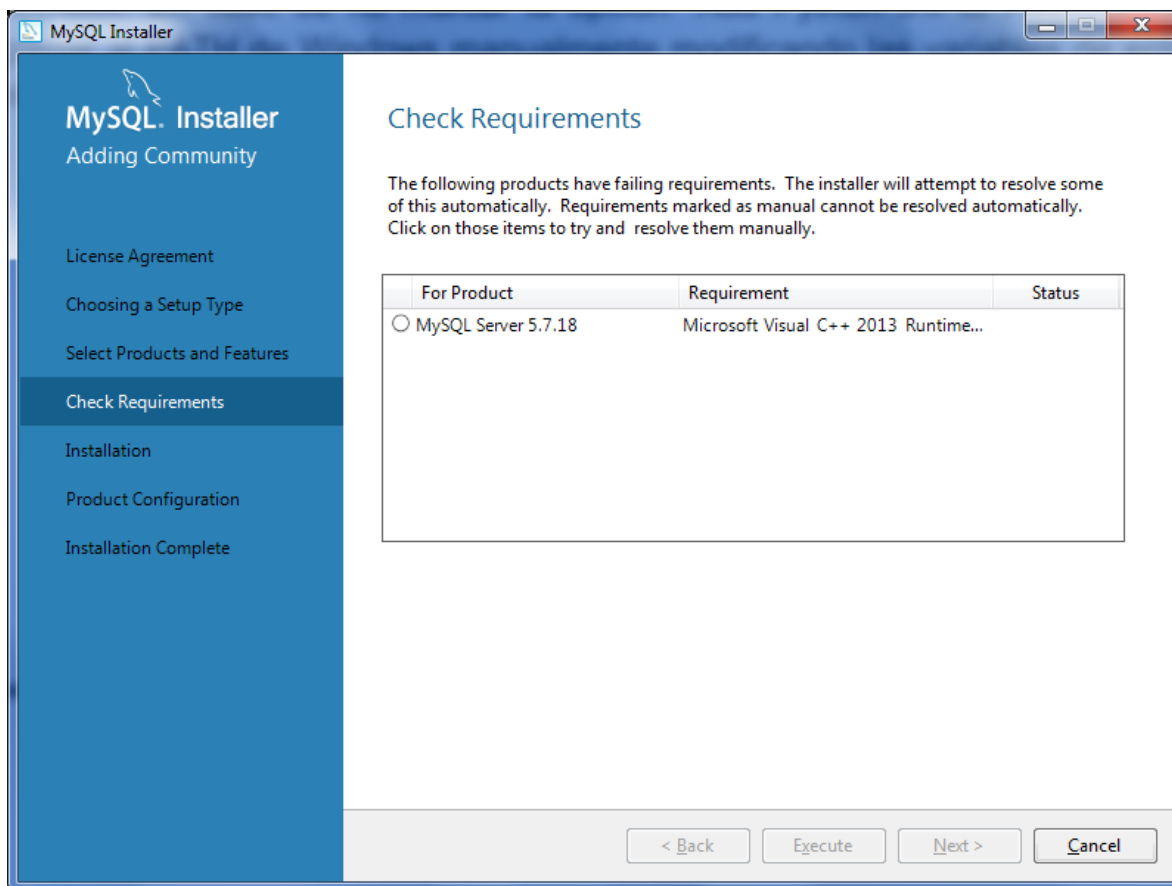 MySQL Installer
MySQL. Installer
Adding Community
License Agreement
Choosing a Setup Type
Select Products and Features
Check Requirements
Installation
Product Configuration
Installation Complete
Check Requirements
The following products have failing requirements. The installer will attempt to resolve some
of this automatically. Requirements marked as manual cannot be resolved automatically.
Click on those items to try and resolve them manually.
For Product Requirement Status
MySQL Server 5.7.18 Microsoft Visual C++ 2013 Runtime...
< Back Execute Next > Cancel